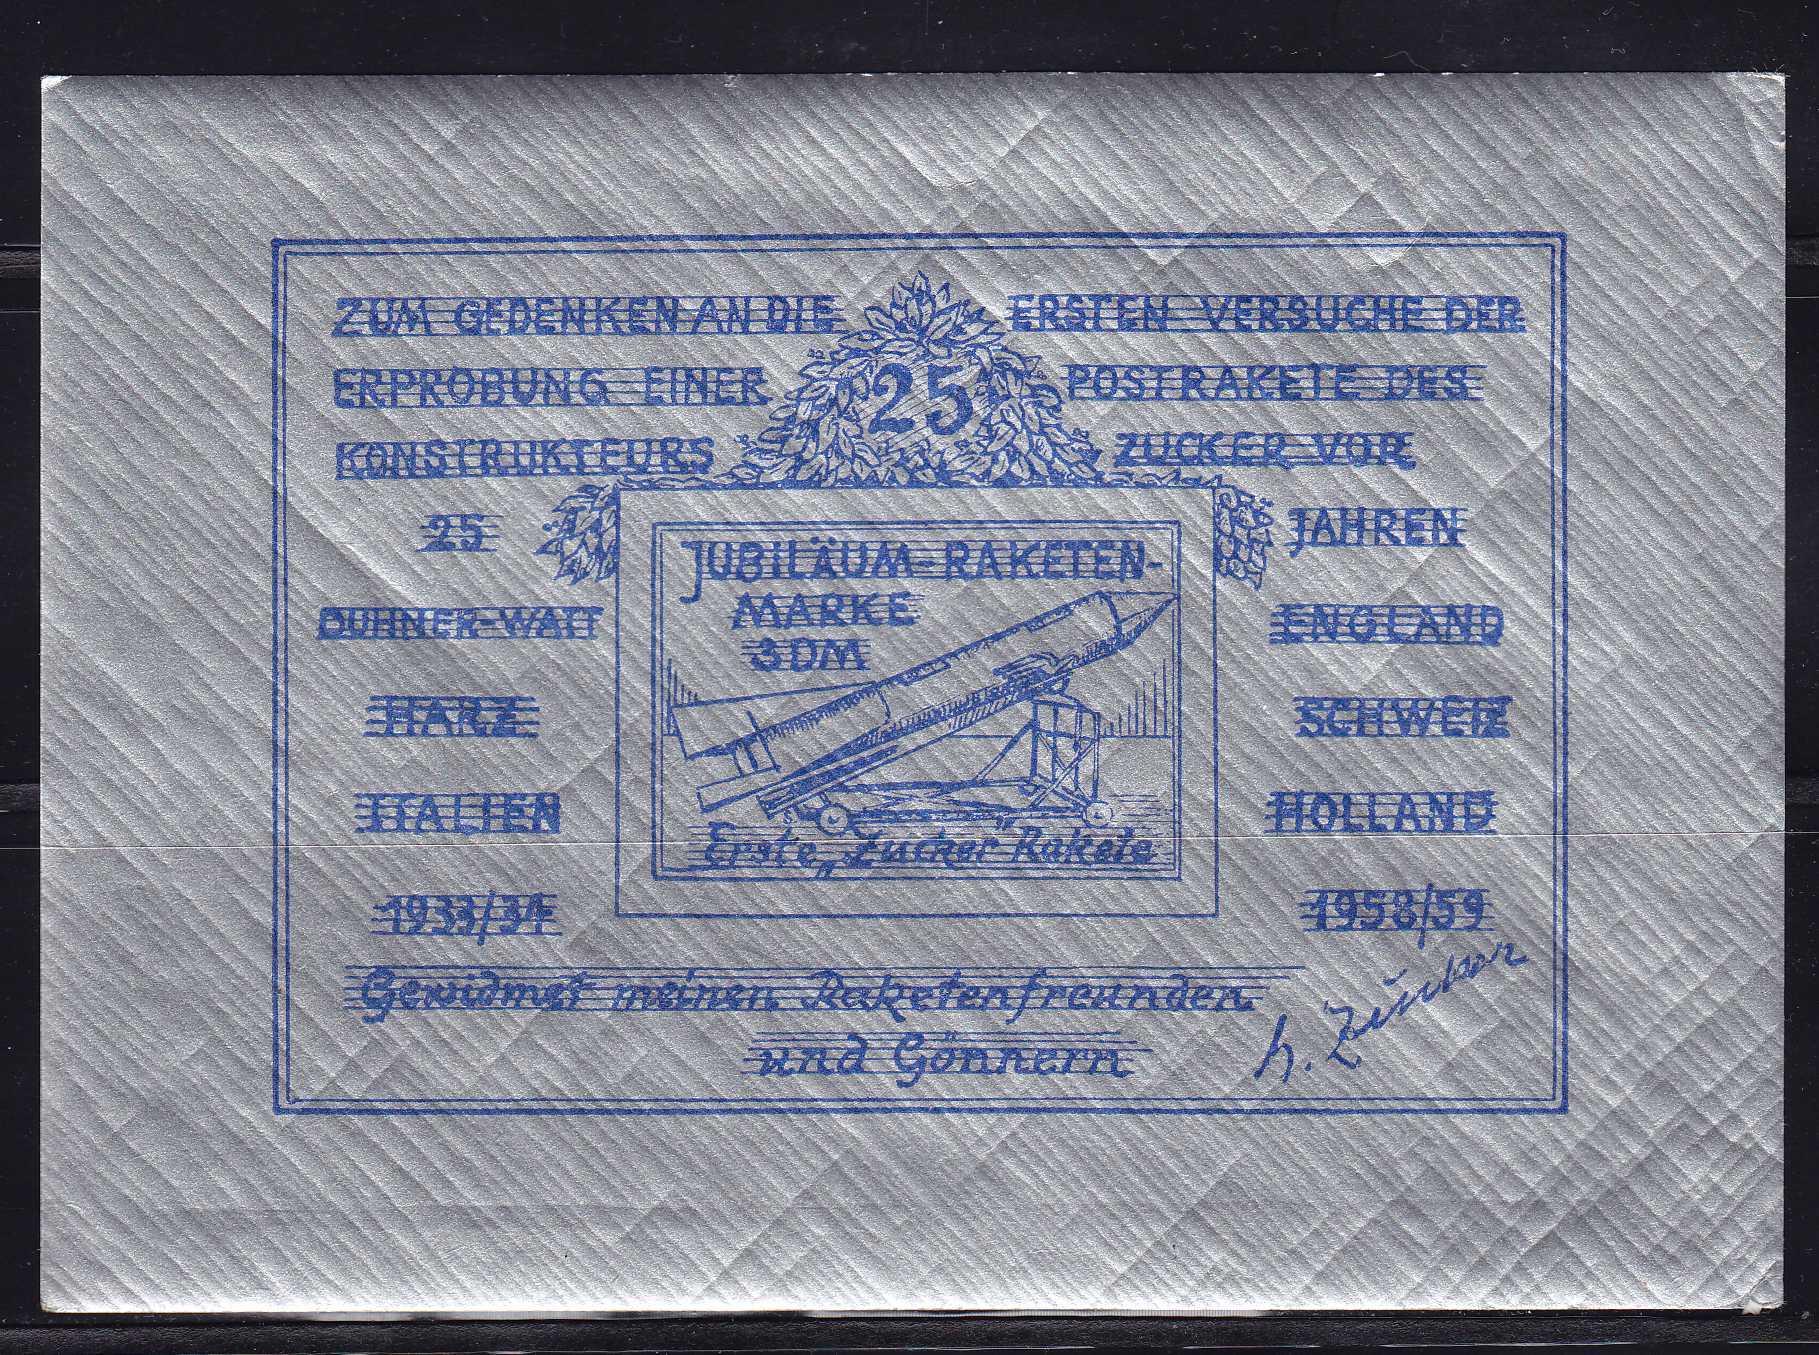 ZUM GEDENKEN AN DIE ERSTEN VERSUCHE DER
ERPROBUNG EINER 25 POSTRAKETE DES
KONSTRUKTEURS ZUCKER VOR
25 JAHREN
JUBILÄUM-RAKETEN-
MARKE
3DM
Erste „Zucker" Rakete
DUHNER-WATT ENGLAND
HARZ SCHWEIZ
ITALIEN HOLLAND
1933/34 1958/59
Gewidmet meinen Raketenfreunden
und Gönnern